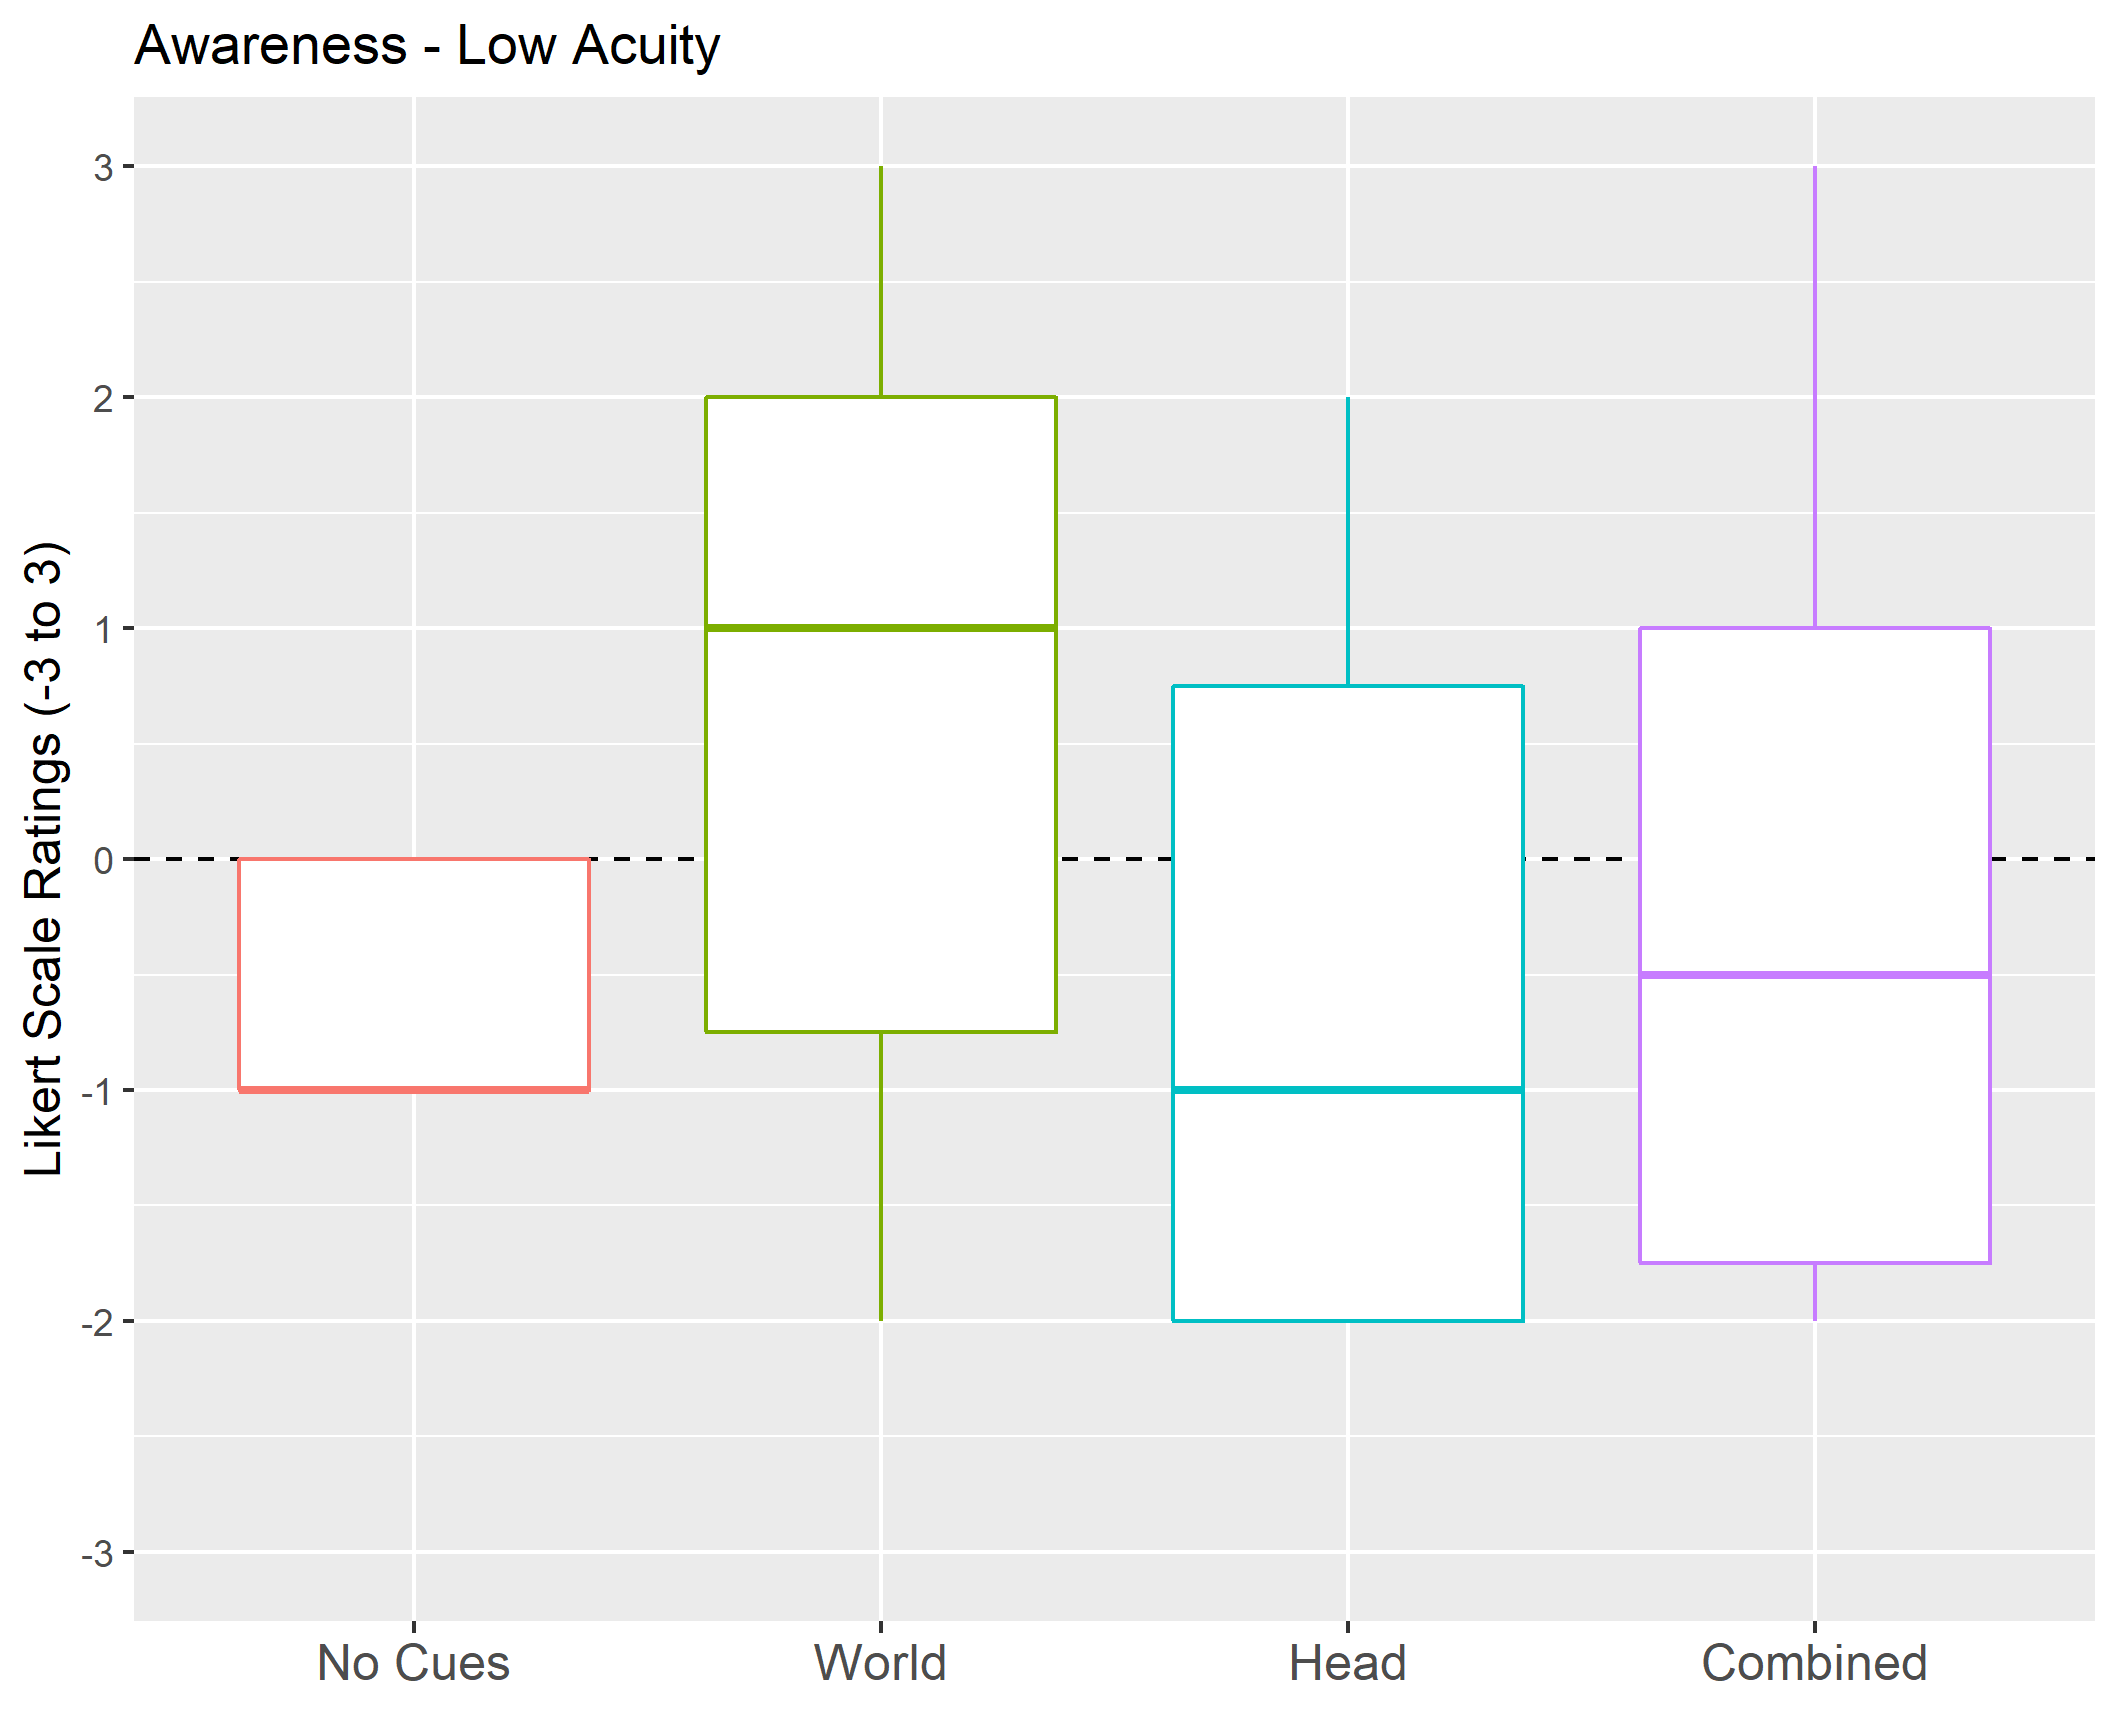 Awareness - Low Acuity
Likert Scale Ratings (-3 to 3)
3
2
1
0
-1
-2
-3
No Cues
World
Head
Combined